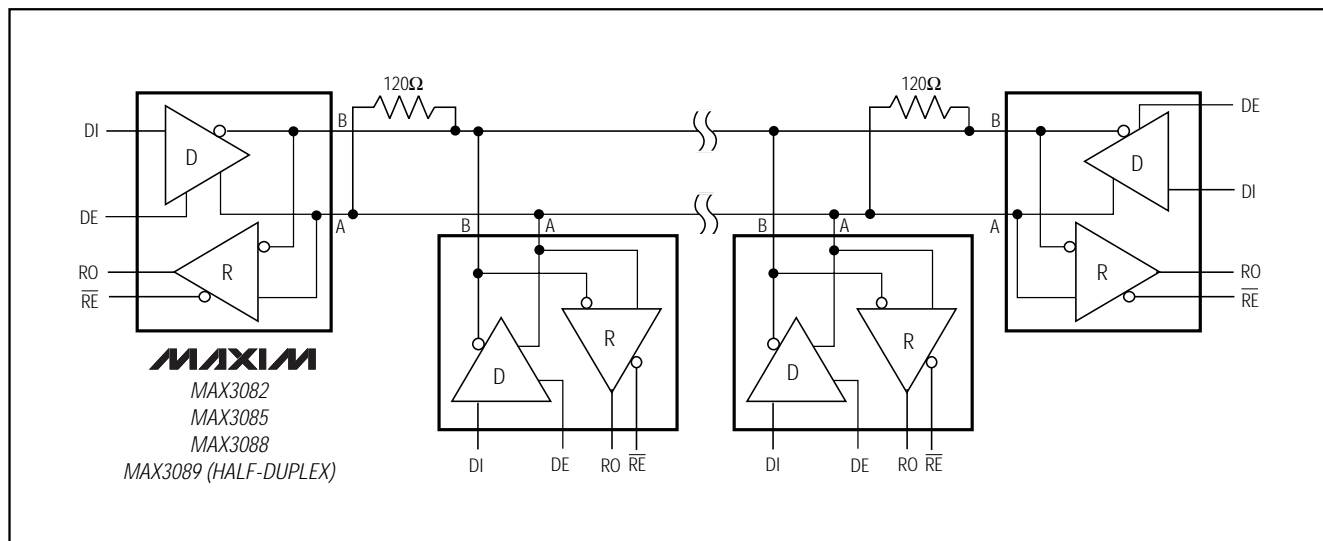 120Ω
120Ω
DI
D
B
B
D
DE
DI
DE
A
A
RO
R
RE
B
A
B
A
R
RO
RE
D
R
D
R
DI
DE
RO
RE
DI
DE
RO
RE
MAXIM
MAX3082
MAX3085
MAX3088
MAX3089 (HALF-DUPLEX)